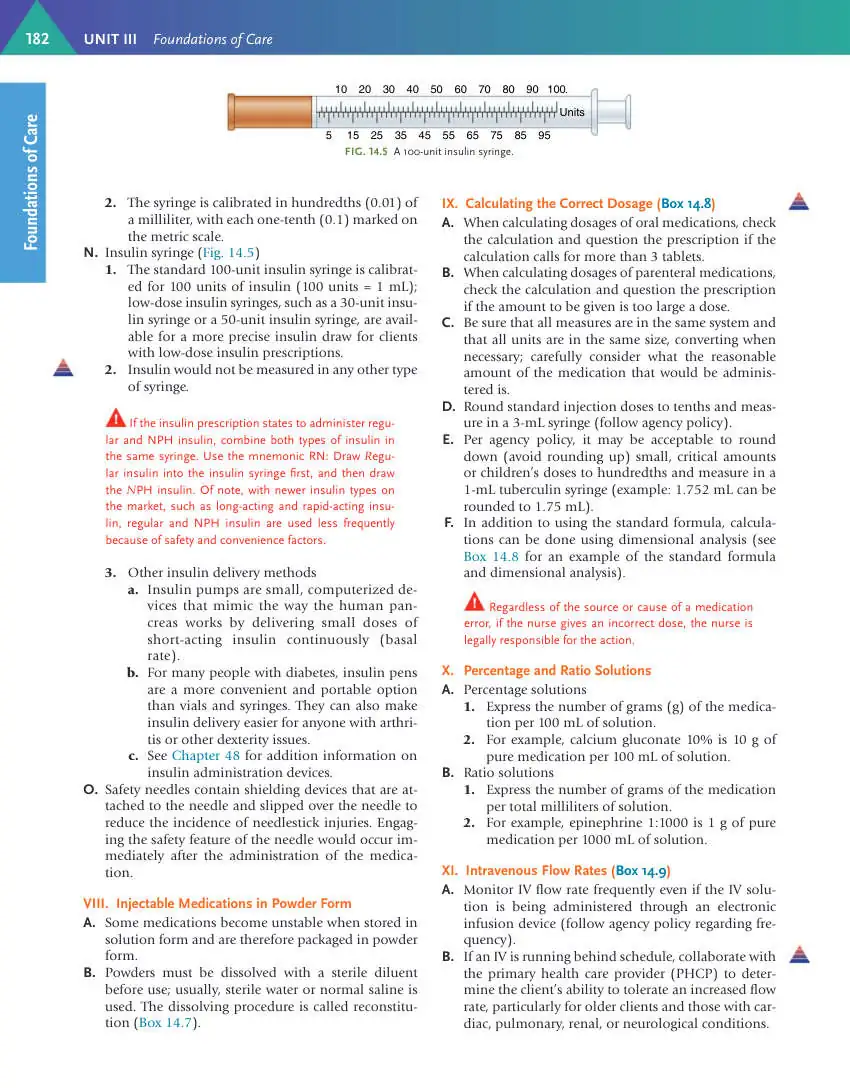 182 UNIT III Foundations of Care
Foundations of Care
10 20 30 40 50 60 70 80 90 100.
Units
5 15 25 35 45 55 65 75 85 95
FIG. 14.5 A 100-unit insulin syringe.
2. The syringe is calibrated in hundredths (0.01) of
a milliliter, with each one-tenth (0.1) marked on
the metric scale.
N. Insulin syringe (Fig. 14.5)
1. The standard 100-unit insulin syringe is calibrat-
ed for 100 units of insulin (100 units = 1 mL);
low-dose insulin syringes, such as a 30-unit insu-
lin syringe or a 50-unit insulin syringe, are avail-
able for a more precise insulin draw for clients
with low-dose insulin prescriptions.
2. Insulin would not be measured in any other type
of syringe.
If the insulin prescription states to administer regu-
lar and NPH insulin, combine both types of insulin in
the same syringe. Use the mnemonic RN: Draw Regu-
lar insulin into the insulin syringe first, and then draw
the NPH insulin. Of note, with newer insulin types on
the market, such as long-acting and rapid-acting insu-
lin, regular and NPH insulin are used less frequently
because of safety and convenience factors.
3. Other insulin delivery methods
a. Insulin pumps are small, computerized de-
vices that mimic the way the human pan-
creas works by delivering small doses of
short-acting insulin continuously (basal
rate).
b. For many people with diabetes, insulin pens
are a more convenient and portable option
than vials and syringes. They can also make
insulin delivery easier for anyone with arthri-
tis or other dexterity issues.
c. See Chapter 48 for addition information on
insulin administration devices.
O. Safety needles contain shielding devices that are at-
tached to the needle and slipped over the needle to
reduce the incidence of needlestick injuries. Engag-
ing the safety feature of the needle would occur im-
mediately after the administration of the medica-
tion.
VIII. Injectable Medications in Powder Form
A. Some medications become unstable when stored in
solution form and are therefore packaged in powder
form.
B. Powders must be dissolved with a sterile diluent
before use; usually, sterile water or normal saline is
used. The dissolving procedure is called reconstitu-
tion (Box 14.7).
IX. Calculating the Correct Dosage (Box 14.8)
A. When calculating dosages of oral medications, check
the calculation and question the prescription if the
calculation calls for more than 3 tablets.
B. When calculating dosages of parenteral medications,
check the calculation and question the prescription
if the amount to be given is too large a dose.
C. Be sure that all measures are in the same system and
that all units are in the same size, converting when
necessary; carefully consider what the reasonable
amount of the medication that would be adminis-
tered is.
D. Round standard injection doses to tenths and meas-
ure in a 3-mL syringe (follow agency policy).
E. Per agency policy, it may be acceptable to round
down (avoid rounding up) small, critical amounts
or children's doses to hundredths and measure in a
1-mL tuberculin syringe (example: 1.752 mL can be
rounded to 1.75 mL).
F. In addition to using the standard formula, calcula-
tions can be done using dimensional analysis (see
Box 14.8 for an example of the standard formula
and dimensional analysis).
Regardless of the source or cause of a medication
error, if the nurse gives an incorrect dose, the nurse is
legally responsible for the action.
X. Percentage and Ratio Solutions
A. Percentage solutions
1. Express the number of grams (g) of the medica-
tion per 100 mL of solution.
2. For example, calcium gluconate 10% is 10 g of
pure medication per 100 mL of solution.
B. Ratio solutions
1. Express the number of grams of the medication
per total milliliters of solution.
2. For example, epinephrine 1:1000 is 1 g of pure
medication per 1000 mL of solution.
XI. Intravenous Flow Rates (Box 14.9)
A. Monitor IV flow rate frequently even if the IV solu-
tion is being administered through an electronic
infusion device (follow agency policy regarding fre-
quency).
B. If an IV is running behind schedule, collaborate with
the primary health care provider (PHCP) to deter-
mine the client's ability to tolerate an increased flow
rate, particularly for older clients and those with car-
diac, pulmonary, renal, or neurological conditions.